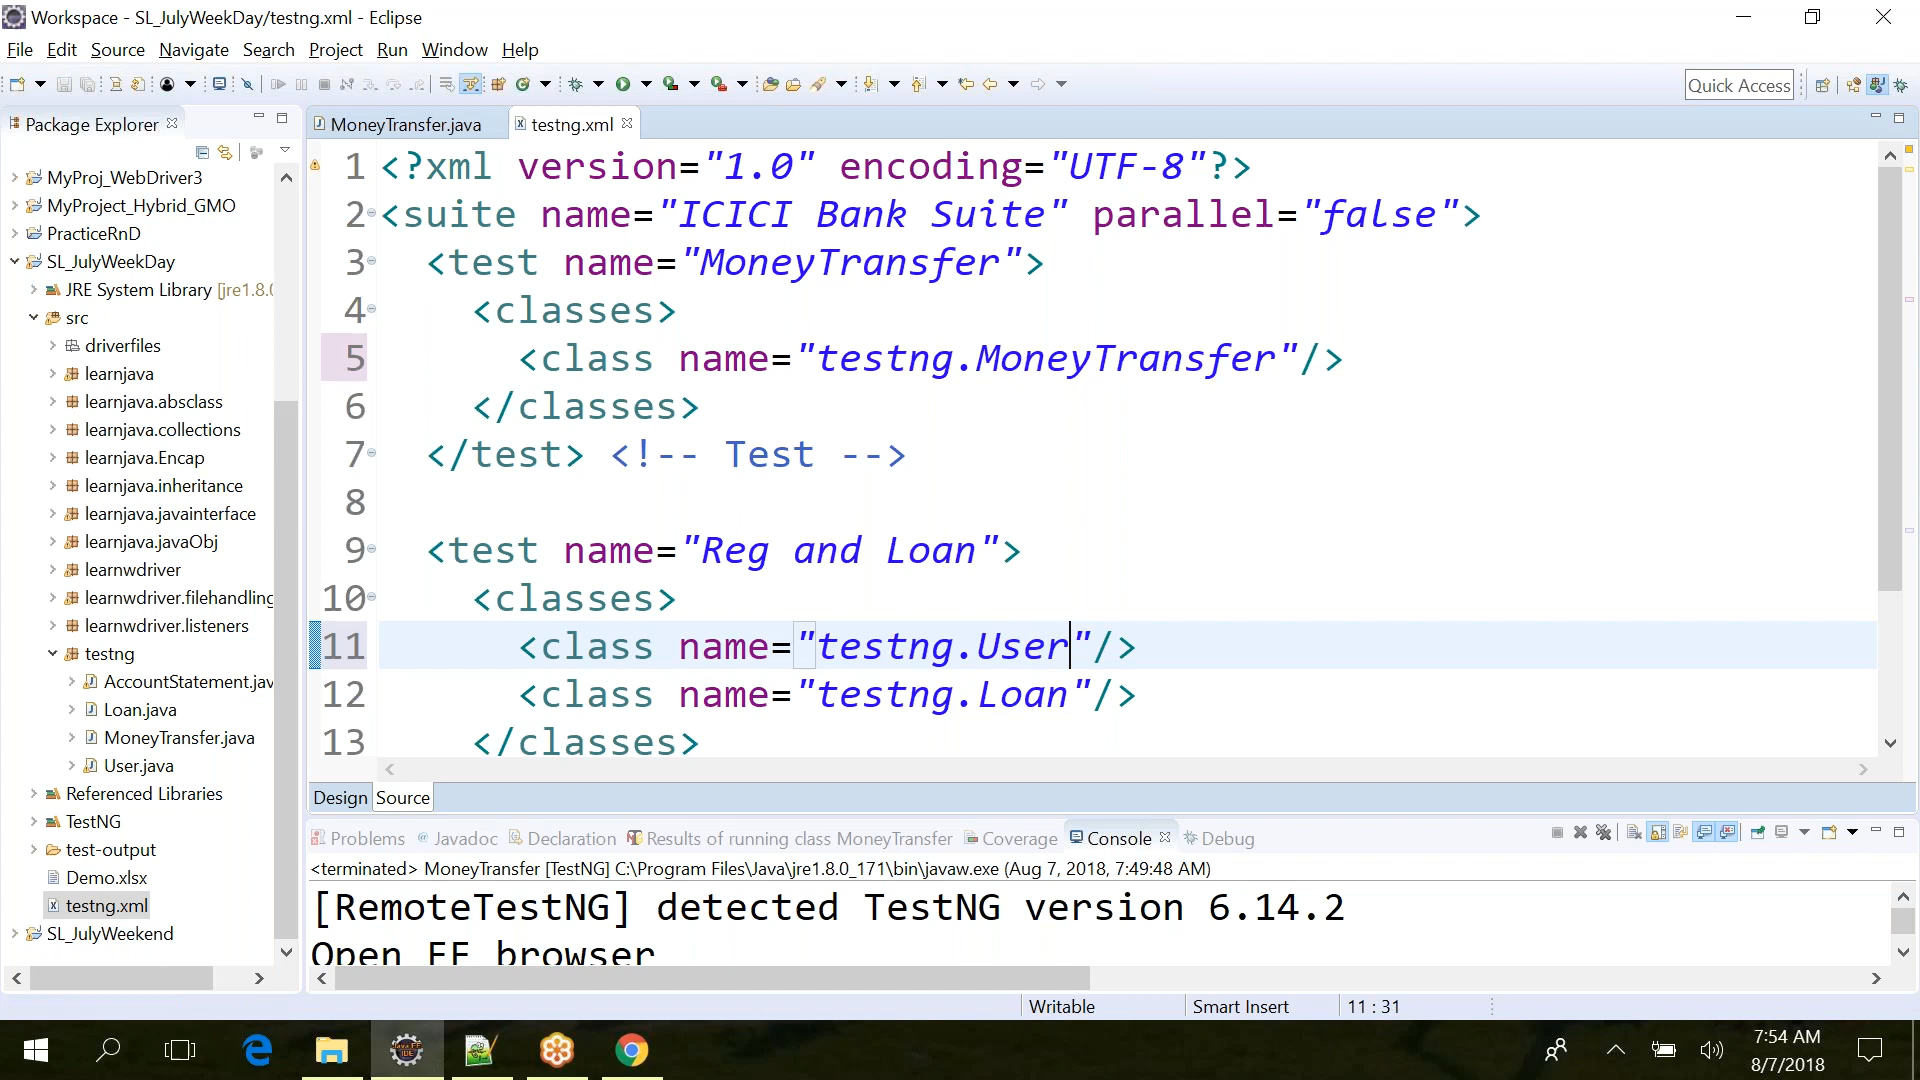 Workspace - SL_JulyWeekDay/testng.xml - Eclipse
File Edit Source Navigate Search Project Run Window Help
Quick Access
Package Explorer
MoneyTransfer.java
testng.xml
MyProj_WebDriver3
MyProject_Hybrid_GMO
PracticeRnD
SL_JulyWeekDay
JRE System Library [jre1.8.0
src
driverfiles
learnjava
learnjava.absclass
learnjava.collections
learnjava.Encap
learnjava.inheritance
learnjava.javainterface
learnjava.javaObj
learnwdriver
learnwdriver.filehandling
learnwdriver.listeners
testng
AccountStatement.jav
Loan.java
MoneyTransfer.java
User.java
Referenced Libraries
TestNG
test-output
Demo.xlsx
testng.xml
SL_JulyWeekend
1 <?xml version="1.0" encoding="UTF-8"?>
2 <suite name="ICICI Bank Suite" parallel="false">
3 <test name="MoneyTransfer">
4 <classes>
5 <class name="testng.MoneyTransfer"/>
6 </classes>
7 </test> <!-- Test -->
8
9 <test name="Reg and Loan">
10 <classes>
11 <class name="testng.User"/>
12 <class name="testng.Loan"/>
13 </classes>
Design Source
Problems Javadoc Declaration Results of running class MoneyTransfer Coverage Console Debug
<terminated> MoneyTransfer [TestNG] C:\Program Files\Java\jre1.8.0_171\bin\javaw.exe (Aug 7, 2018, 7:49:48 AM)
[RemoteTestNG] detected TestNG version 6.14.2
Open FF browser
Writable Smart Insert 11 : 31
Java EE
IDE
7:54 AM
8/7/2018